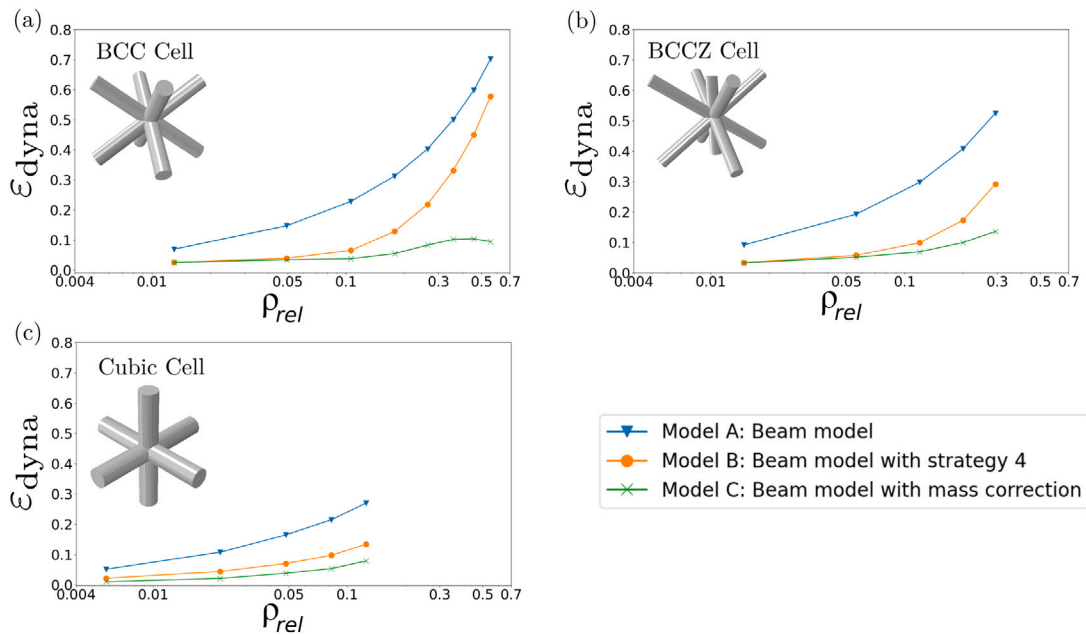 (a)
BCC Cell
0.8
0.7
0.6
0.5
0.4
0.3
0.2
0.1
0.0
εdyna
0.004 0.01 0.05 0.1 0.3 0.5 0.7
ρrel
(b)
BCCZ Cell
0.8
0.7
0.6
0.5
0.4
0.3
0.2
0.1
0.0
εdyna
0.004 0.01 0.05 0.1 0.3 0.5 0.7
ρrel
(c)
Cubic Cell
0.8
0.7
0.6
0.5
0.4
0.3
0.2
0.1
0.0
εdyna
0.004 0.01 0.05 0.1 0.3 0.5 0.7
ρrel
Model A: Beam model
Model B: Beam model with strategy 4
Model C: Beam model with mass correction